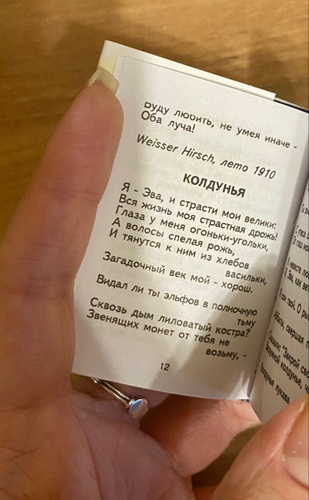 Буду любить, не умея иначе -
Оба луча!
Weisser Hirsch, лето 1910
КОЛДУНЬЯ
Я - Эва, и страсти мои велики:
Вся жизнь моя страстная дрожь!
Глаза у меня огоньки-угольки,
А волосы спелая рожь,
И тянутся к ним из хлебов
васильки,
Загадочный век мой - хорош.
Видал ли ты эльфов в полночную
тьму
Сквозь дым лиловатый костра?
Звенящих монет от тебя не
возьму, -
12